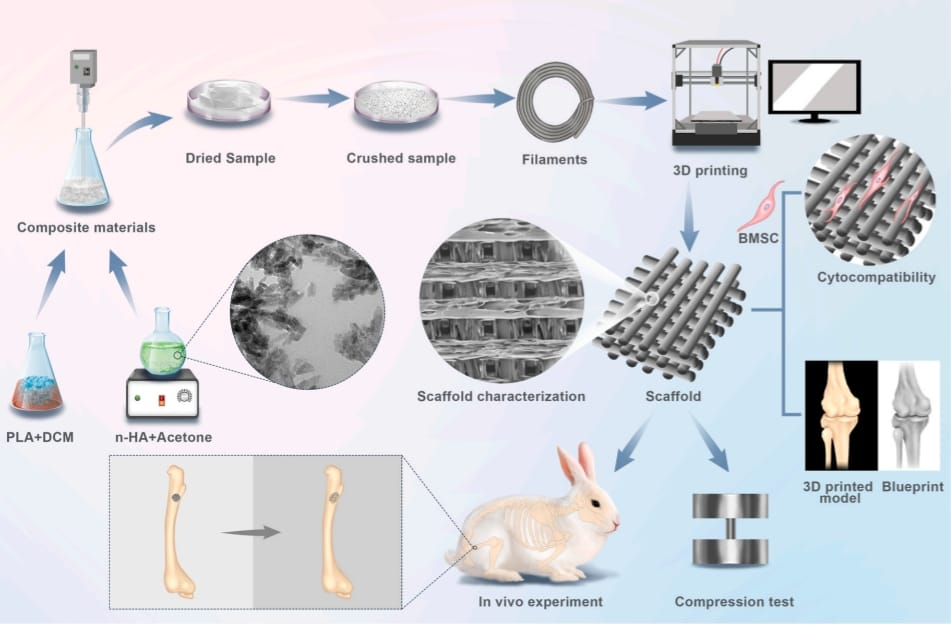 Dried Sample
Crushed sample
Filaments
3D printing
Composite materials
BMSC
Cytocompatibility
Scaffold characterization
Scaffold
PLA+DCM
n-HA+Acetone
3D printed
model
Blueprint
In vivo experiment
Compression test